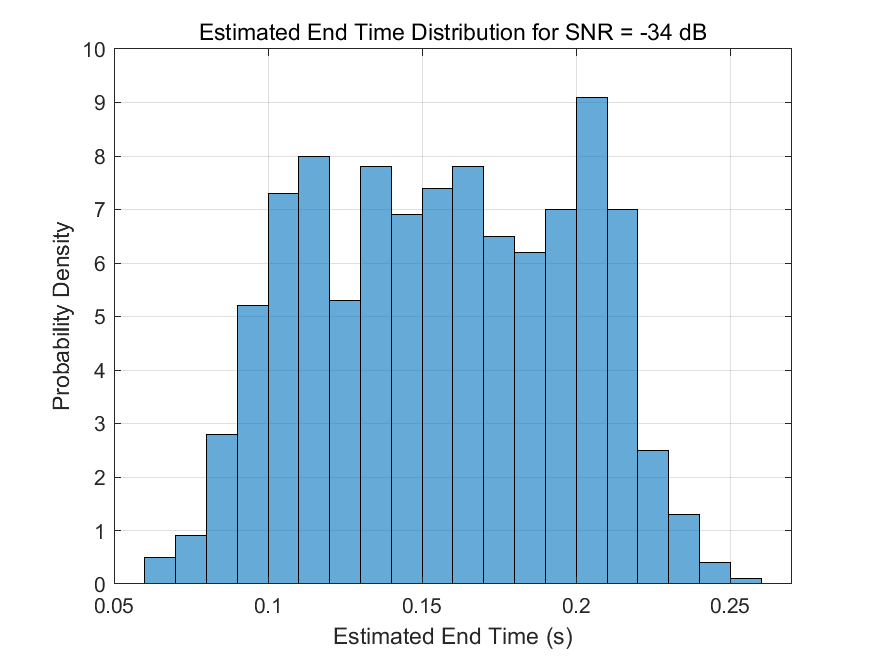 Estimated End Time Distribution for SNR = -34 dB
10
9
8
7
6
5
4
3
2
1
0
Probability Density
0.05 0.1 0.15 0.2 0.25
Estimated End Time (s)